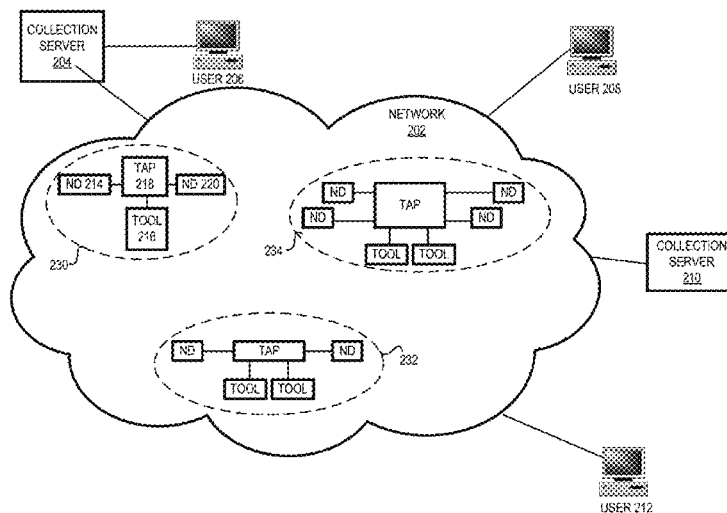 COLLECTION
SERVER
204
USER 206
USER 208
NETWORK
202
TAP
218
ND 214
ND 220
TOOL
216
230
ND
ND
TAP
ND
ND
TOOL
TOOL
234
COLLECTION
SERVER
210
ND
TAP
ND
TOOL
TOOL
232
USER 212